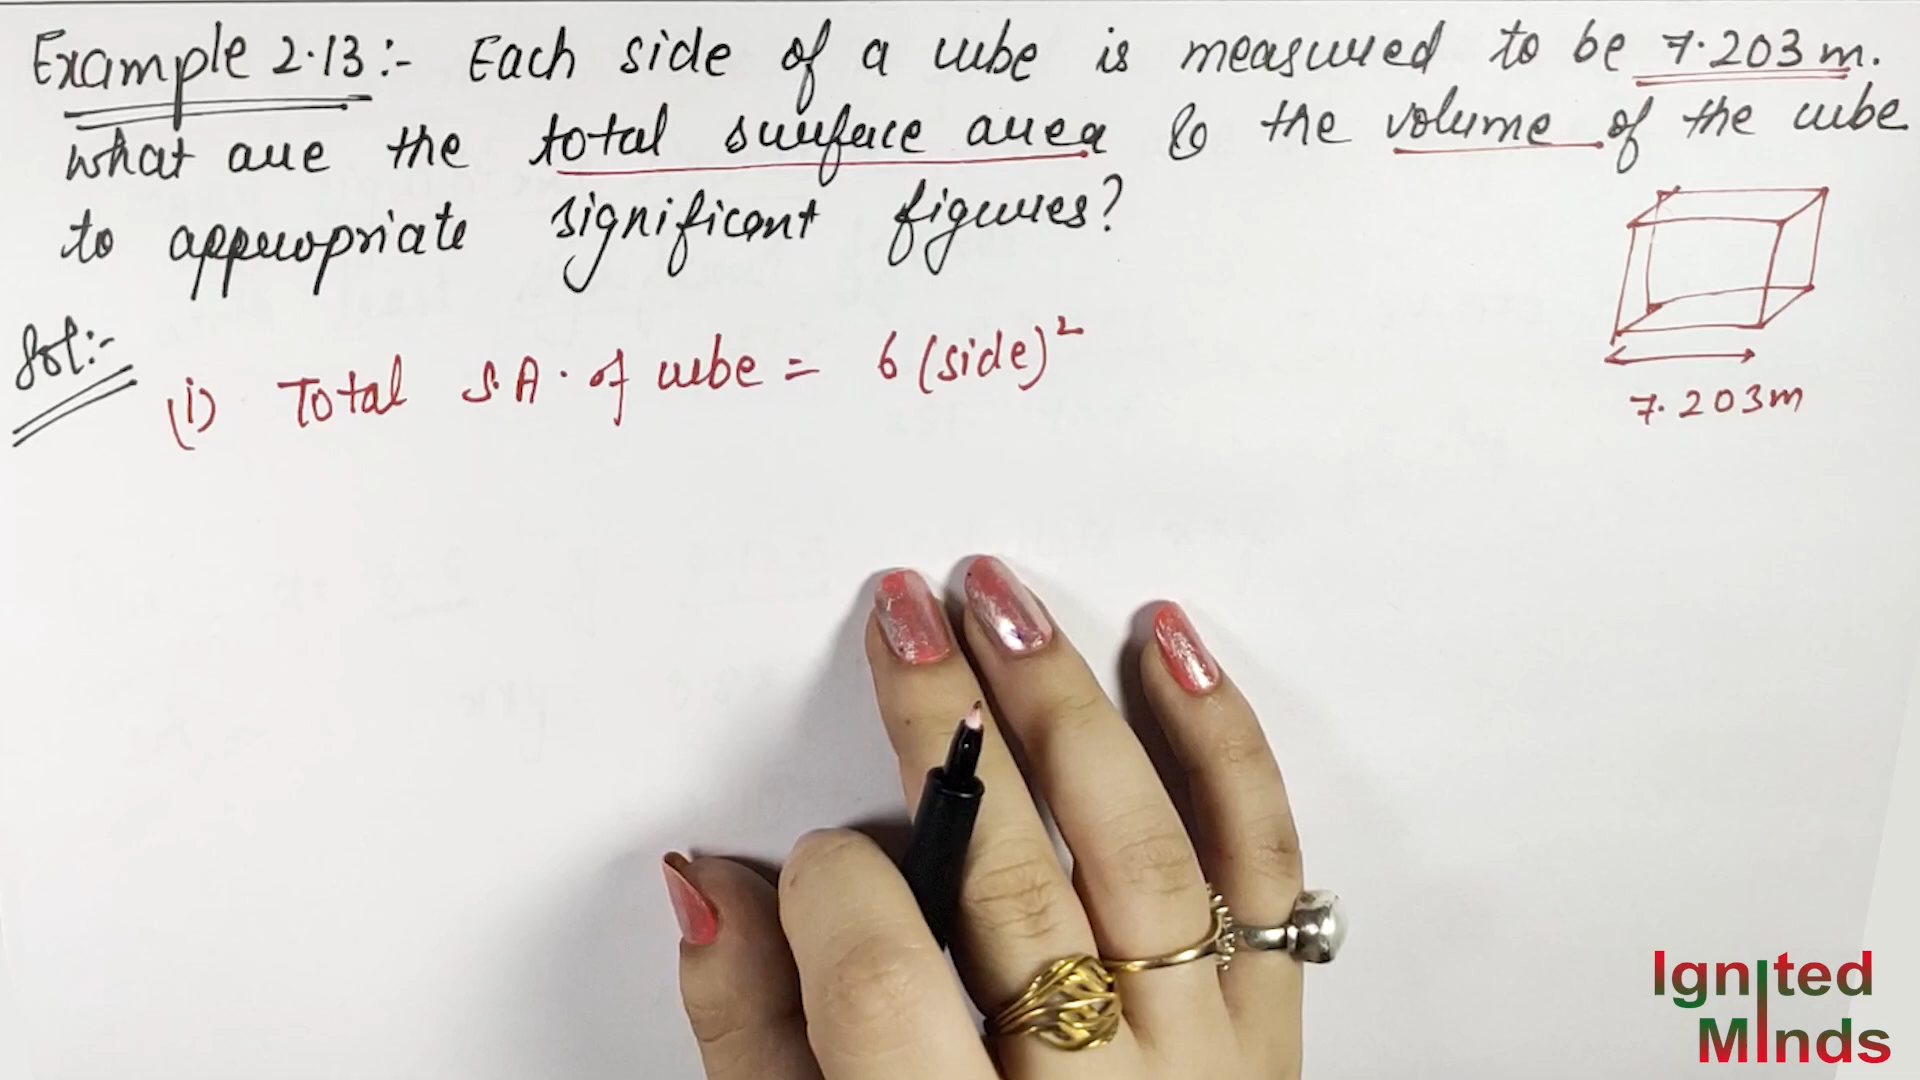 Example 2.13:- Each side of a cube is measured to be 7.203 m.
what are the total surface area & the volume of the cube
to appropriate significant figures?
Sol:-
(i) Total S.A. of cube = 6 (side)²
7.203m
Ignited
Minds